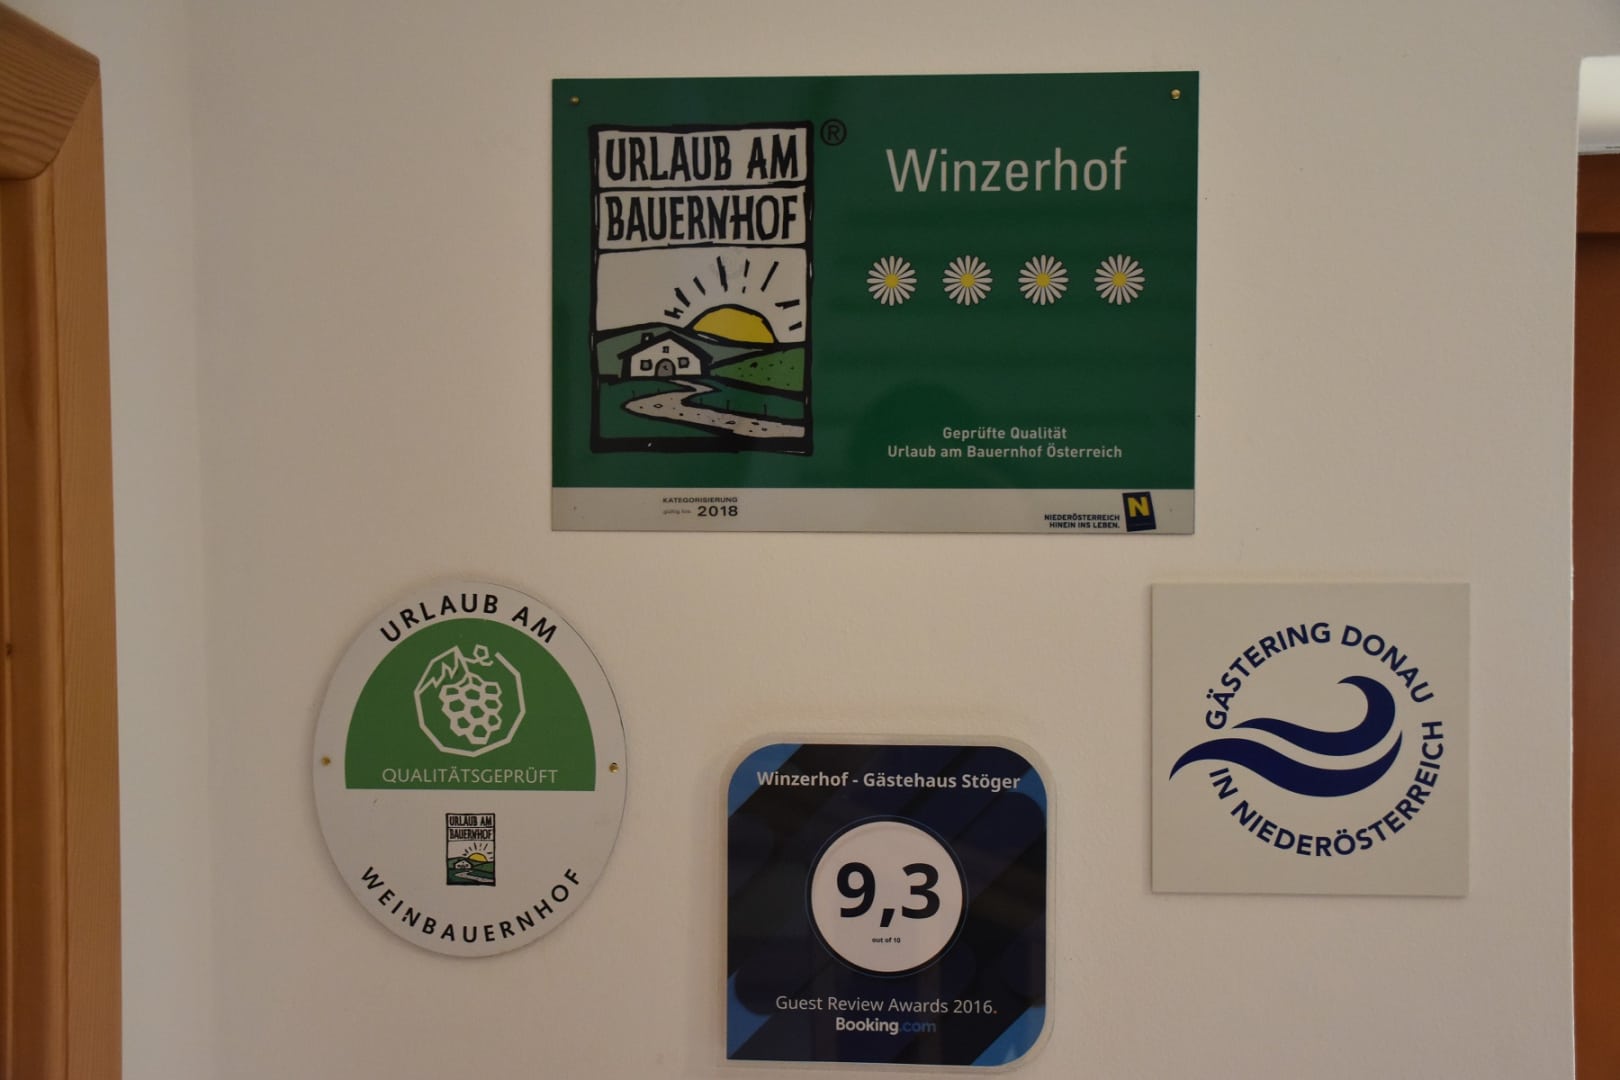 URLAUB AM
BAUERNHOF
®
Winzerhof
Geprüfte Qualität
Urlaub am Bauernhof Österreich
KATEGORISIERUNG
gültig bis 2018
NIEDERÖSTERREICH
HINEIN INS LEBEN.
N
URLAUB AM
QUALITÄTSGEPRÜFT
URLAUB AM
BAUERNHOF
WEINBAUERNHOF
Winzerhof - Gästehaus Stöger
9,3
out of 10
Guest Review Awards 2016.
Booking.com
GÄSTERING DONAU
IN NIEDERÖSTERREICH